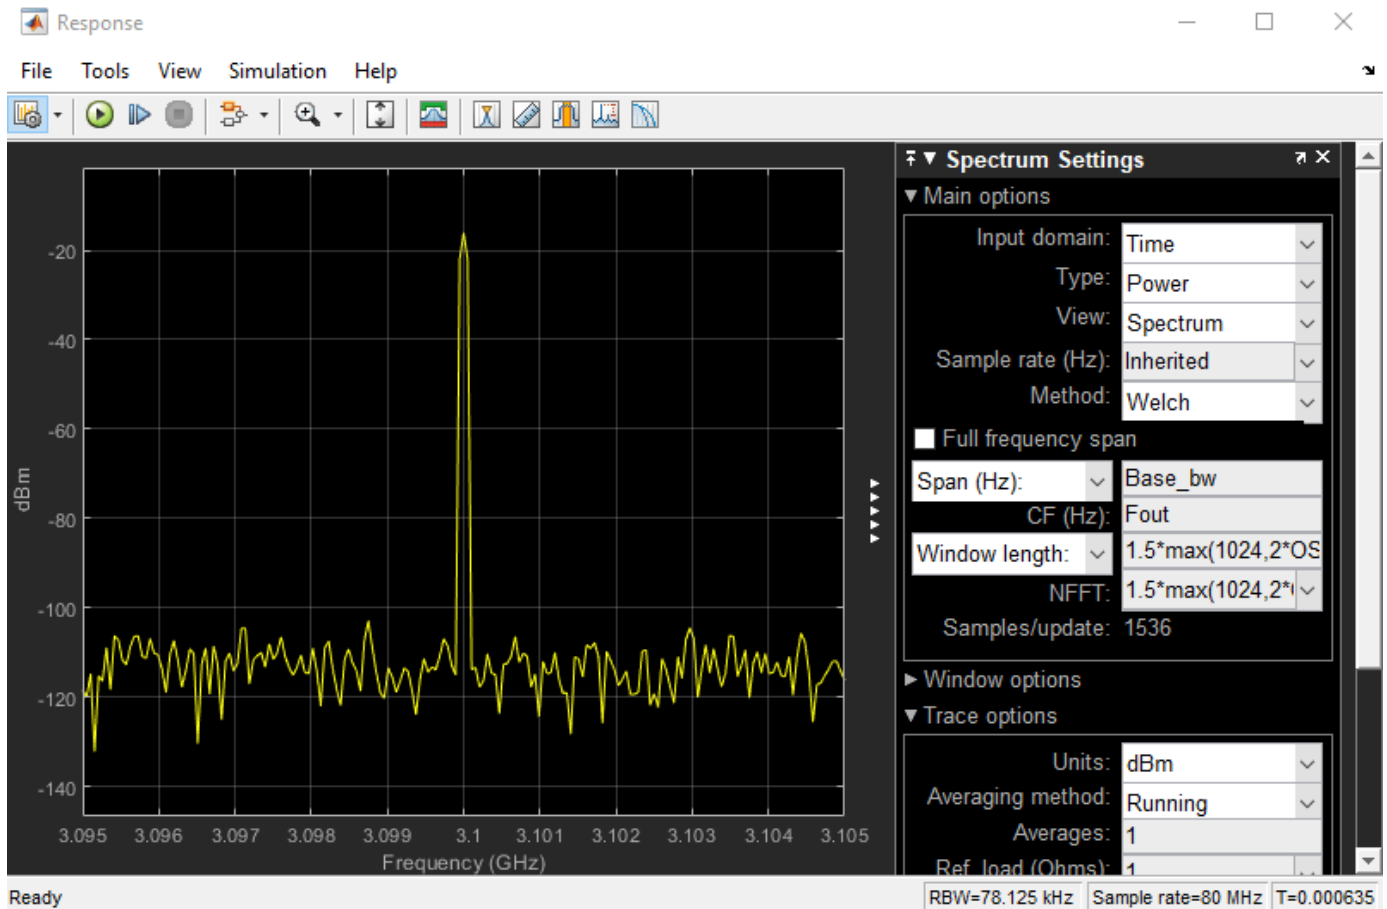 Response
File Tools View Simulation Help
Spectrum Settings
Main options
Input domain: Time
Type: Power
View: Spectrum
Sample rate (Hz): Inherited
Method: Welch
Full frequency span
Span (Hz): Base_bw
CF (Hz): Fout
Window length: 1.5*max(1024,2*OS
NFFT: 1.5*max(1024,2*
Samples/update: 1536
Window options
Trace options
Units: dBm
Averaging method: Running
Averages: 1
Ref. load (Ohms): 1
dBm
-20
-40
-60
-80
-100
-120
-140
3.095 3.096 3.097 3.098 3.099 3.1 3.101 3.102 3.103 3.104 3.105
Frequency (GHz)
Ready
RBW=78.125 kHz Sample rate=80 MHz T=0.000635